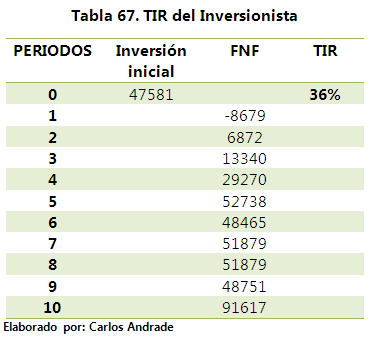 Tabla 67. TIR del Inversionista
PERIODOS Inversión inicial FNF TIR
0 47581 36%
1 -8679
2 6872
3 13340
4 29270
5 52738
6 48465
7 51879
8 51879
9 48751
10 91617
Elaborado por: Carlos Andrade